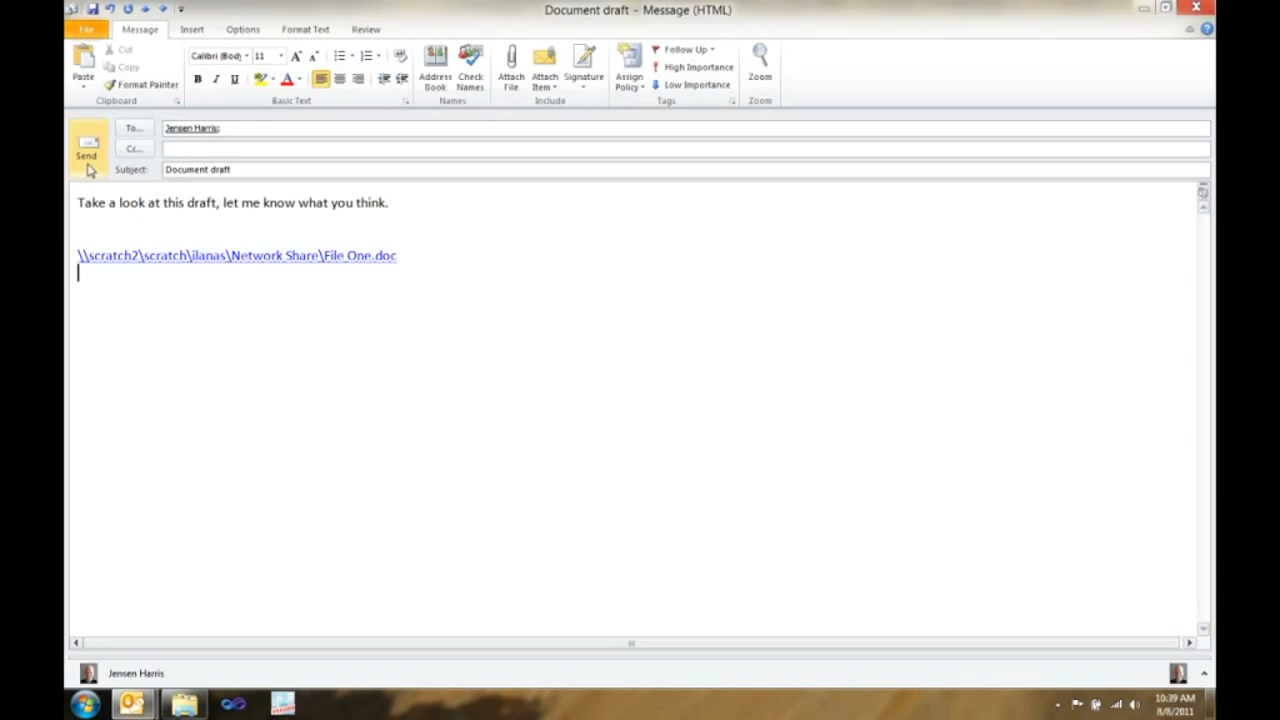 Document draft - Message (HTML)
File Message Insert Options Format Text Review
Paste
Cut
Copy
Format Painter
Clipboard
Calibri (Body 11
B I U
Basic Text
Address Book
Check Names
Names
Attach File
Attach Item
Signature
Include
Assign Policy
Follow Up
High Importance
Low Importance
Tags
Zoom
Zoom
Send
To... Jensen Harris;
Cc...
Subject: Document draft
Take a look at this draft, let me know what you think.
\\scratch2\scratch\ilanas\Network Share\File One.doc
Jensen Harris
10:39 AM
8/8/2011